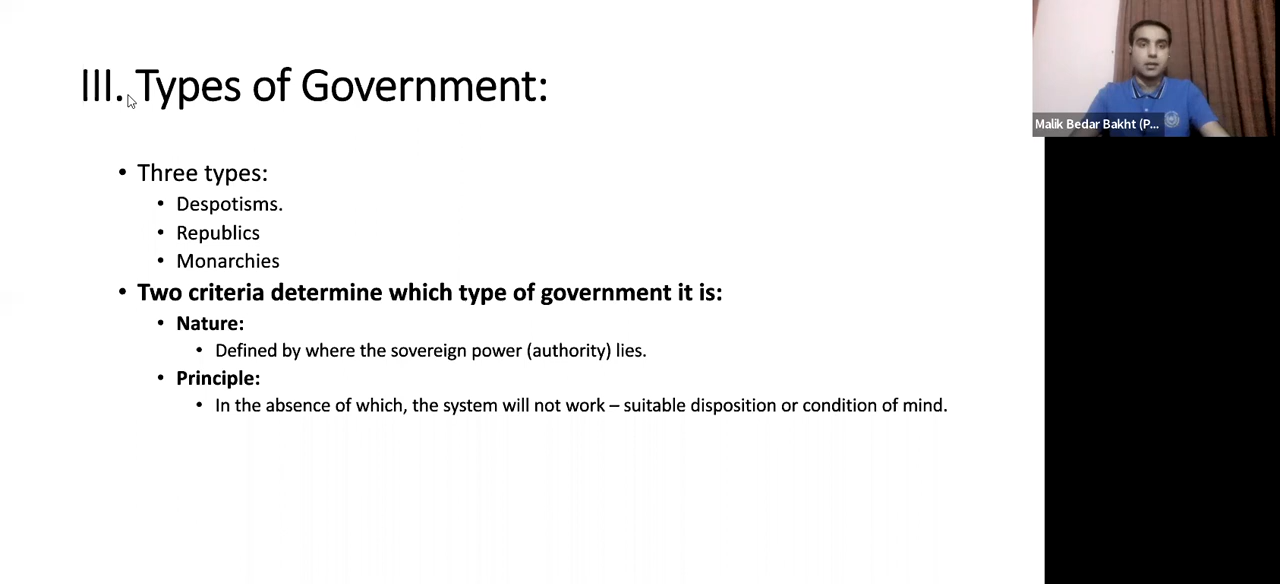 III. Types of Government:
• Three types:
• Despotisms.
• Republics
• Monarchies
• Two criteria determine which type of government it is:
• Nature:
• Defined by where the sovereign power (authority) lies.
• Principle:
• In the absence of which, the system will not work – suitable disposition or condition of mind.
Malik Bedar Bakht (P...